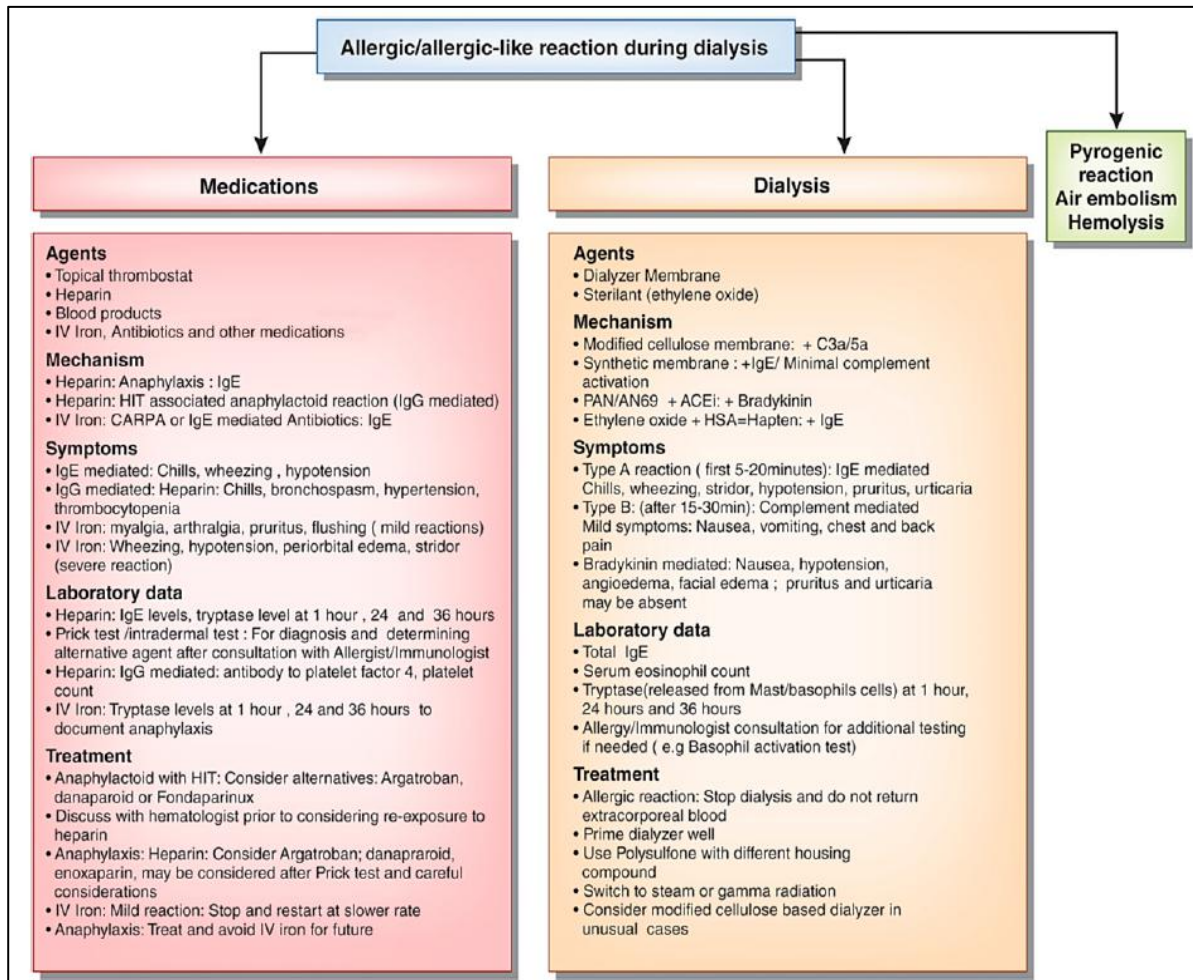 Allergic/allergic-like reaction during dialysis
Medications
Agents
• Topical thrombostat
• Heparin
• Blood products
• IV Iron, Antibiotics and other medications
Mechanism
• Heparin: Anaphylaxis : IgE
• Heparin: HIT associated anaphylactoid reaction (IgG mediated)
• IV Iron: CARPA or IgE mediated Antibiotics: IgE
Symptoms
• IgE mediated: Chills, wheezing , hypotension
• IgG mediated: Heparin: Chills, bronchospasm, hypertension,
thrombocytopenia
• IV Iron: myalgia, arthralgia, pruritus, flushing ( mild reactions)
• IV Iron: Wheezing, hypotension, periorbital edema, stridor
(severe reaction)
Laboratory data
• Heparin: IgE levels, tryptase level at 1 hour , 24 and 36 hours
• Prick test /intradermal test : For diagnosis and determining
alternative agent after consultation with Allergist/Immunologist
• Heparin: IgG mediated: antibody to platelet factor 4, platelet
count
• IV Iron: Tryptase levels at 1 hour , 24 and 36 hours to
document anaphylaxis
Treatment
• Anaphylactoid with HIT: Consider alternatives: Argatroban,
danaparoid or Fondaparinux
• Discuss with hematologist prior to considering re-exposure to
heparin
• Anaphylaxis: Heparin: Consider Argatroban; danapraroid,
enoxaparin, may be considered after Prick test and careful
considerations
• IV Iron: Mild reaction: Stop and restart at slower rate
• Anaphylaxis: Treat and avoid IV iron for future
Dialysis
Agents
• Dialyzer Membrane
• Sterilant (ethylene oxide)
Mechanism
• Modified cellulose membrane: + C3a/5a
• Synthetic membrane : +IgE/ Minimal complement
activation
• PAN/AN69 + ACEi: + Bradykinin
• Ethylene oxide + HSA=Hapten: + IgE
Symptoms
• Type A reaction ( first 5-20minutes): IgE mediated
Chills, wheezing, stridor, hypotension, pruritus, urticaria
• Type B: (after 15-30min): Complement mediated
Mild symptoms: Nausea, vomiting, chest and back
pain
• Bradykinin mediated: Nausea, hypotension,
angioedema, facial edema ; pruritus and urticaria
may be absent
Laboratory data
• Total IgE
• Serum eosinophil count
• Tryptase(released from Mast/basophils cells) at 1 hour,
24 hours and 36 hours
• Allergy/Immunologist consultation for additional testing
if needed ( e.g Basophil activation test)
Treatment
• Allergic reaction: Stop dialysis and do not return
extracorporeal blood
• Prime dialyzer well
• Use Polysulfone with different housing
compound
• Switch to steam or gamma radiation
• Consider modified cellulose based dialyzer in
unusual cases
Pyrogenic
reaction
Air embolism
Hemolysis